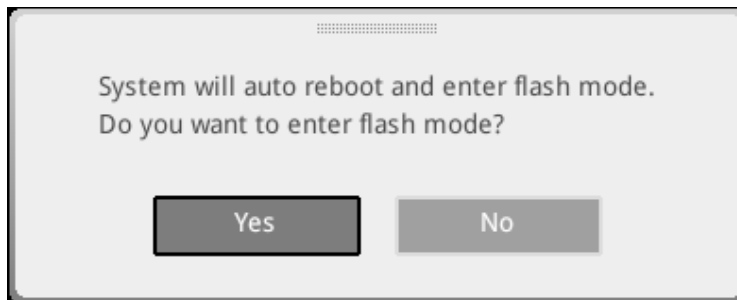 System will auto reboot and enter flash mode.
Do you want to enter flash mode?
Yes
No